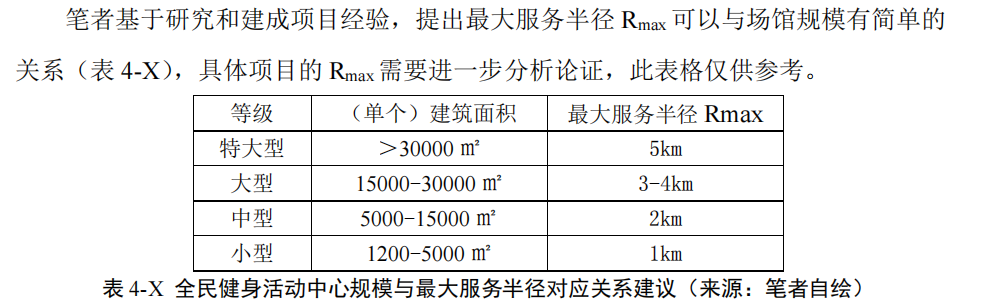 笔者基于研究和建成项目经验，提出最大服务半径 Rmax 可以与场馆规模有简单的
关系（表 4-X），具体项目的 Rmax 需要进一步分析论证，此表格仅供参考。
等级 （单个）建筑面积 最大服务半径 Rmax
特大型 ＞30000 ㎡ 5km
大型 15000-30000 ㎡ 3-4km
中型 5000-15000 ㎡ 2km
小型 1200-5000 ㎡ 1km
表 4-X 全民健身活动中心规模与最大服务半径对应关系建议（来源：笔者自绘）